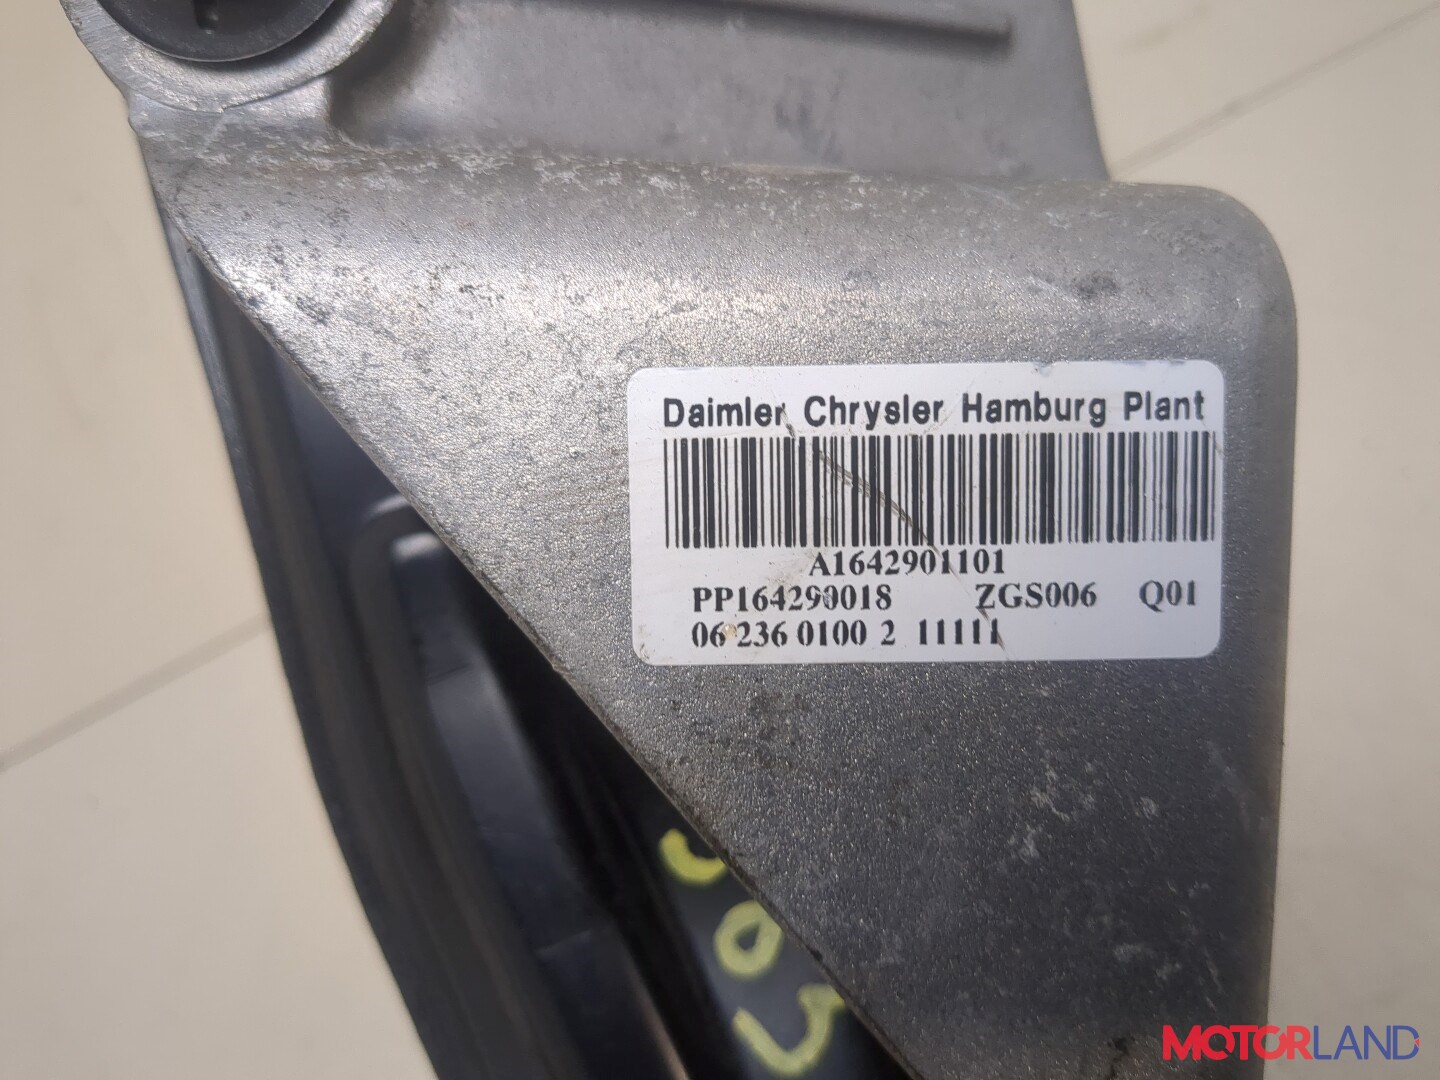 Daimler Chrysler Hamburg Plant
A1642901101
PP164290018 ZGS006 Q01
06 236 0100 2 11111
MOTORLAND